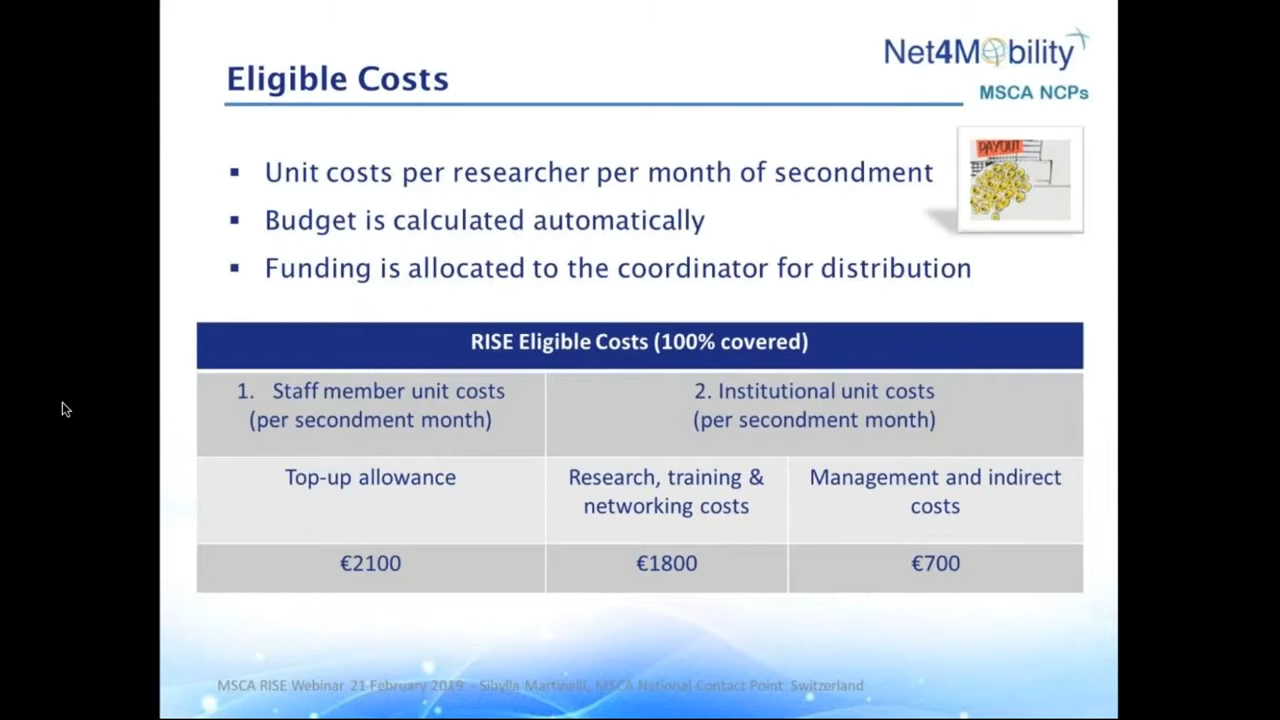 Net4Mobility
MSCA NCPs
Eligible Costs
PAYOUT
▪ Unit costs per researcher per month of secondment
▪ Budget is calculated automatically
▪ Funding is allocated to the coordinator for distribution
RISE Eligible Costs (100% covered)
1. Staff member unit costs
(per secondment month)
2. Institutional unit costs
(per secondment month)
Top-up allowance
Research, training &
networking costs
Management and indirect
costs
€2100
€1800
€700
MSCA RISE Webinar 21 February 2019 - Sibylla Martinelli, MSCA National Contact Point Switzerland